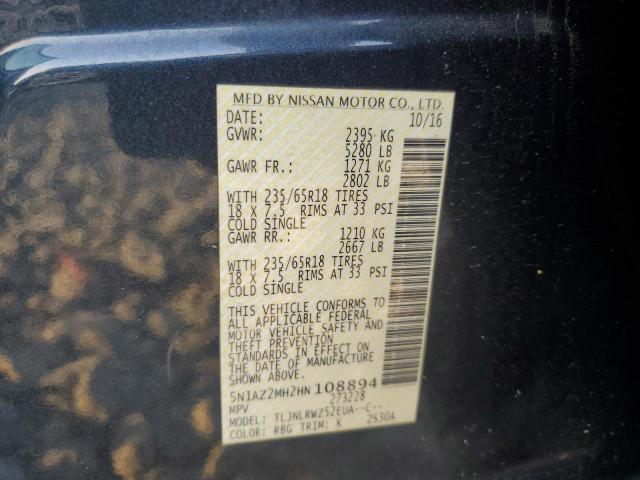 MFD BY NISSAN MOTOR CO., LTD.
DATE: 10/16
GVWR: 2395 KG
5280 LB
GAWR FR.: 1271 KG
2802 LB
WITH 235/65R18 TIRES
18 X 7.5 RIMS AT 33 PSI
COLD SINGLE
GAWR RR.: 1210 KG
2667 LB
WITH 235/65R18 TIRES
18 X 7.5 RIMS AT 33 PSI
COLD SINGLE
THIS VEHICLE CONFORMS TO
ALL APPLICABLE FEDERAL
MOTOR VEHICLE SAFETY AND
THEFT PREVENTION
STANDARDS IN EFFECT ON
THE DATE OF MANUFACTURE
SHOWN ABOVE.
5N1AZ2MH2HN 108894
MPV 273228
MODEL: TLJNLRWZ52EUA--C--
COLOR: RBG TRIM: X 2530A